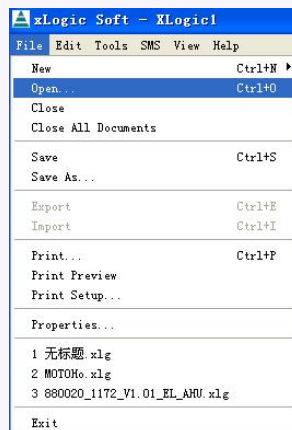 xLogic Soft - XLogic1
File Edit Tools SMS View Help
New Ctrl+N
Open... Ctrl+O
Close
Close All Documents
Save Ctrl+S
Save As...
Export Ctrl+E
Import Ctrl+I
Print... Ctrl+P
Print Preview
Print Setup...
Properties...
1 无标题.xlg
2 MOTOHo.xlg
3 880020_1172_V1.01_EL_AHU.xlg
Exit